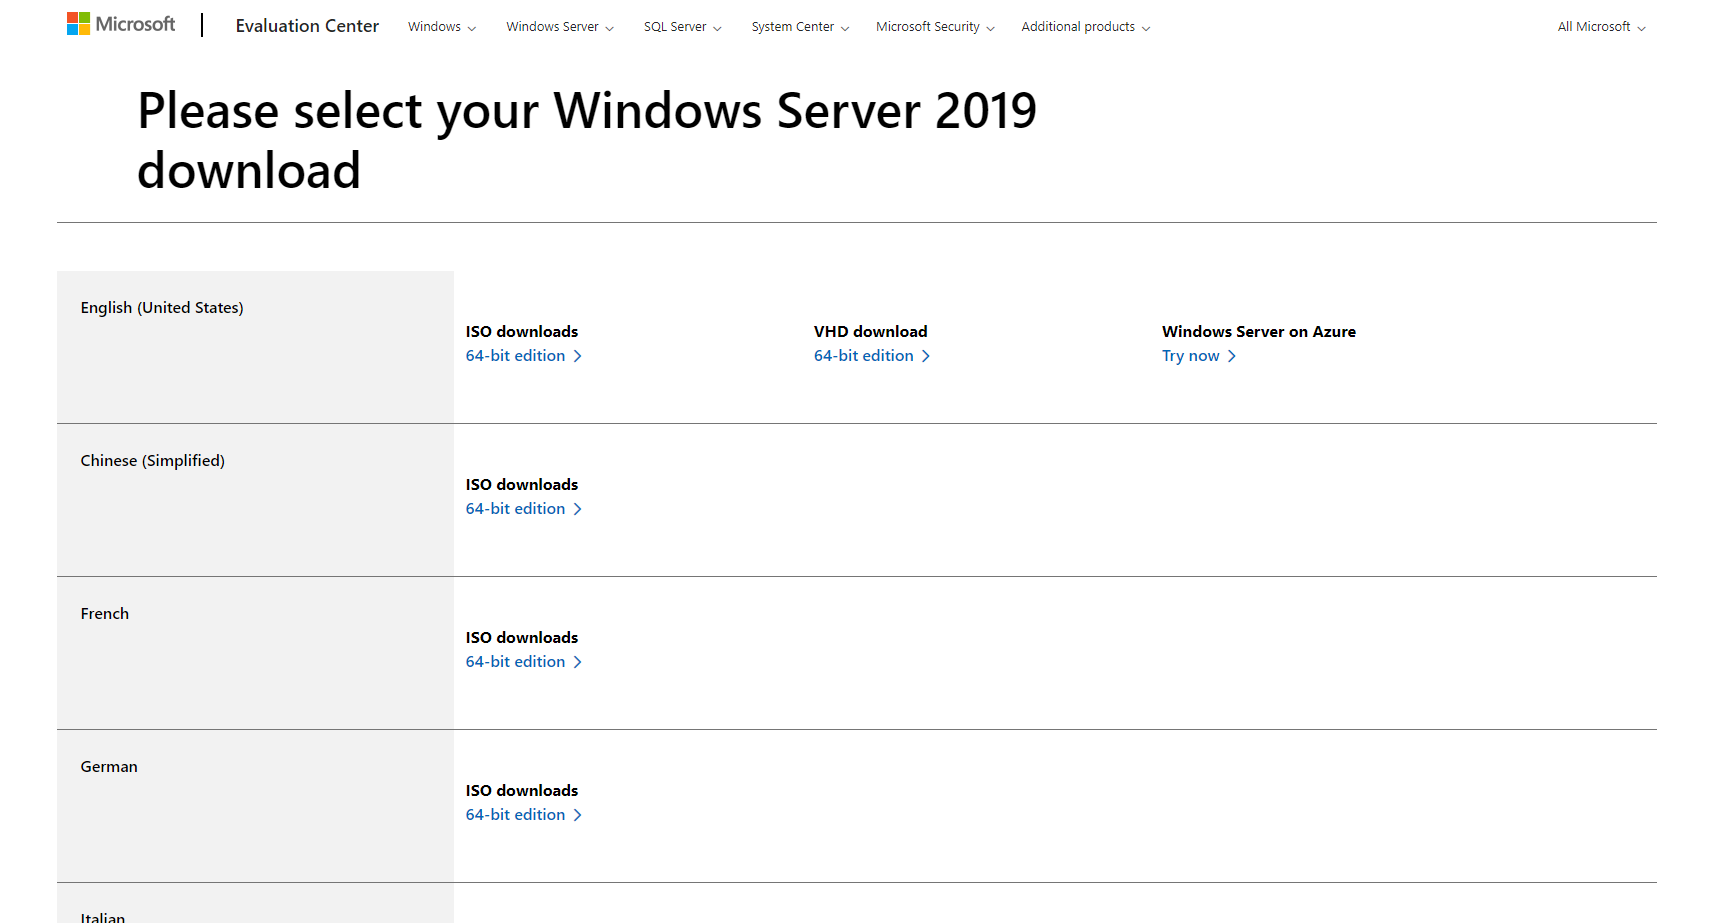 Microsoft
Evaluation Center
Windows
Windows Server
SQL Server
System Center
Microsoft Security
Additional products
All Microsoft
Please select your Windows Server 2019
download
English (United States)
ISO downloads
64-bit edition
VHD download
64-bit edition
Windows Server on Azure
Try now
Chinese (Simplified)
ISO downloads
64-bit edition
French
ISO downloads
64-bit edition
German
ISO downloads
64-bit edition
Italian